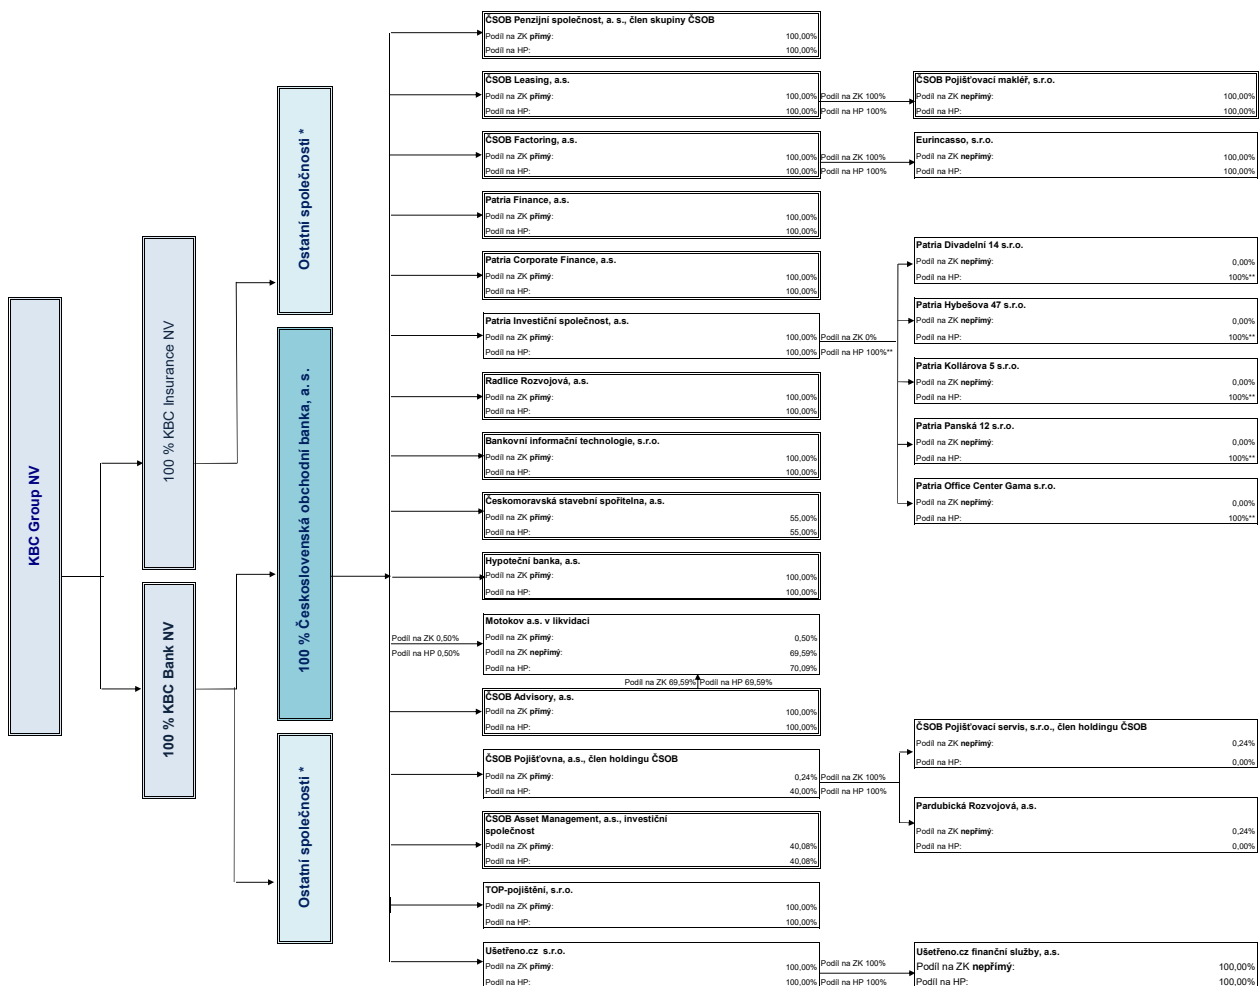 KBC Group NV
100 % KBC Insurance NV
100 % KBC Bank NV
Ostatní společnosti *
100 % Československá obchodní banka, a. s.
Ostatní společnosti *
ČSOB Penzijní společnost, a. s., člen skupiny ČSOB
Podíl na ZK přímý: 100,00%
Podíl na HP: 100,00%
ČSOB Leasing, a.s.
Podíl na ZK přímý: 100,00%
Podíl na HP: 100,00%
Podíl na ZK 100%
Podíl na HP 100%
ČSOB Pojišťovací makléř, s.r.o.
Podíl na ZK nepřímý: 100,00%
Podíl na HP: 100,00%
ČSOB Factoring, a.s.
Podíl na ZK přímý: 100,00%
Podíl na HP: 100,00%
Podíl na ZK 100%
Podíl na HP 100%
Eurincasso, s.r.o.
Podíl na ZK nepřímý: 100,00%
Podíl na HP: 100,00%
Patria Finance, a.s.
Podíl na ZK přímý: 100,00%
Podíl na HP: 100,00%
Patria Corporate Finance, a.s.
Podíl na ZK přímý: 100,00%
Podíl na HP: 100,00%
Patria Investiční společnost, a.s.
Podíl na ZK přímý: 100,00%
Podíl na HP: 100,00%
Podíl na ZK 0%
Podíl na HP 100%**
Patria Divadelní 14 s.r.o.
Podíl na ZK nepřímý: 0,00%
Podíl na HP: 100%**
Patria Hybešova 47 s.r.o.
Podíl na ZK nepřímý: 0,00%
Podíl na HP: 100%**
Patria Kollárova 5 s.r.o.
Podíl na ZK nepřímý: 0,00%
Podíl na HP: 100%**
Patria Panská 12 s.r.o.
Podíl na ZK nepřímý: 0,00%
Podíl na HP: 100%**
Patria Office Center Gama s.r.o.
Podíl na ZK nepřímý: 0,00%
Podíl na HP: 100%**
Radlice Rozvojová, a.s.
Podíl na ZK přímý: 100,00%
Podíl na HP: 100,00%
Bankovní informační technologie, s.r.o.
Podíl na ZK přímý: 100,00%
Podíl na HP: 100,00%
Českomoravská stavební spořitelna, a.s.
Podíl na ZK přímý: 55,00%
Podíl na HP: 55,00%
Hypoteční banka, a.s.
Podíl na ZK přímý: 100,00%
Podíl na HP: 100,00%
Podíl na ZK 0,50%
Podíl na HP 0,50%
Motokov a.s. v likvidaci
Podíl na ZK přímý: 0,50%
Podíl na ZK nepřímý: 69,59%
Podíl na HP: 70,09%
Podíl na ZK 69,59% Podíl na HP 69,59%
ČSOB Advisory, a.s.
Podíl na ZK přímý: 100,00%
Podíl na HP: 100,00%
ČSOB Pojišťovna, a.s., člen holdingu ČSOB
Podíl na ZK přímý: 0,24%
Podíl na HP: 40,00%
Podíl na ZK 100%
Podíl na HP 100%
ČSOB Pojišťovací servis, s.r.o., člen holdingu ČSOB
Podíl na ZK nepřímý: 0,24%
Podíl na HP: 0,00%
Pardubická Rozvojová, a.s.
Podíl na ZK nepřímý: 0,24%
Podíl na HP: 0,00%
ČSOB Asset Management, a.s., investiční
společnost
Podíl na ZK přímý: 40,08%
Podíl na HP: 40,08%
TOP-pojištění, s.r.o.
Podíl na ZK přímý: 100,00%
Podíl na HP: 100,00%
Ušetřeno.cz s.r.o.
Podíl na ZK přímý: 100,00%
Podíl na HP: 100,00%
Podíl na ZK 100%
Podíl na HP 100%
Ušetřeno.cz finanční služby, a.s.
Podíl na ZK nepřímý: 100,00%
Podíl na HP: 100,00%